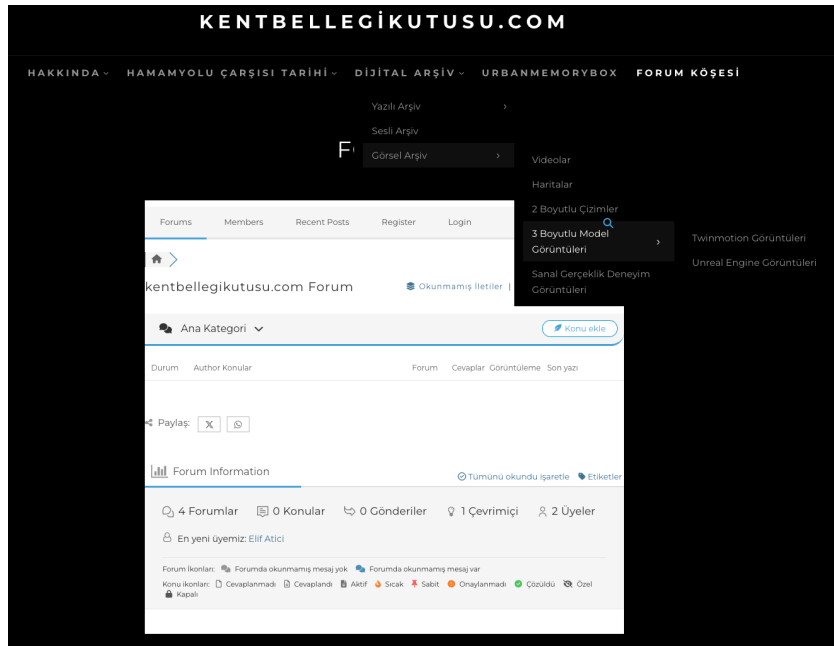 KENTBELLEGİKUTUSU.COM
HAKKINDA HAMAMYOLU ÇARŞISI TARİHİ DİJİTAL ARŞİV URBANMEMORYBOX FORUM KÖŞESİ
Yazılı Arşiv
Sesli Arşiv
Görsel Arşiv
Videolar
Haritalar
2 Boyutlu Çizimler
3 Boyutlu Model
Görüntüleri
Sanal Gerçeklik Deneyim
Görüntüleri
Twinmotion Görüntüleri
Unreal Engine Görüntüleri
Forums Members Recent Posts Register Login
kentbellegikutusu.com Forum Okunmamış İletiler |
Ana Kategori Konu ekle
Durum Author Konular Forum Cevaplar Görüntüleme Son yazı
Paylaş:
Forum Information Tümünü okundu işaretle Etiketler
4 Forumlar 0 Konular 0 Gönderiler 1 Çevrimiçi 2 Üyeler
En yeni üyemiz: Elif Atici
Forum İkonları: Forumda okunmamış mesaj yok Forumda okunmamış mesaj var
Konu ikonları: Cevaplanmadı Cevaplandı Aktif Sıcak Sabit Onaylanmadı Çözüldü Özel
Kapalı